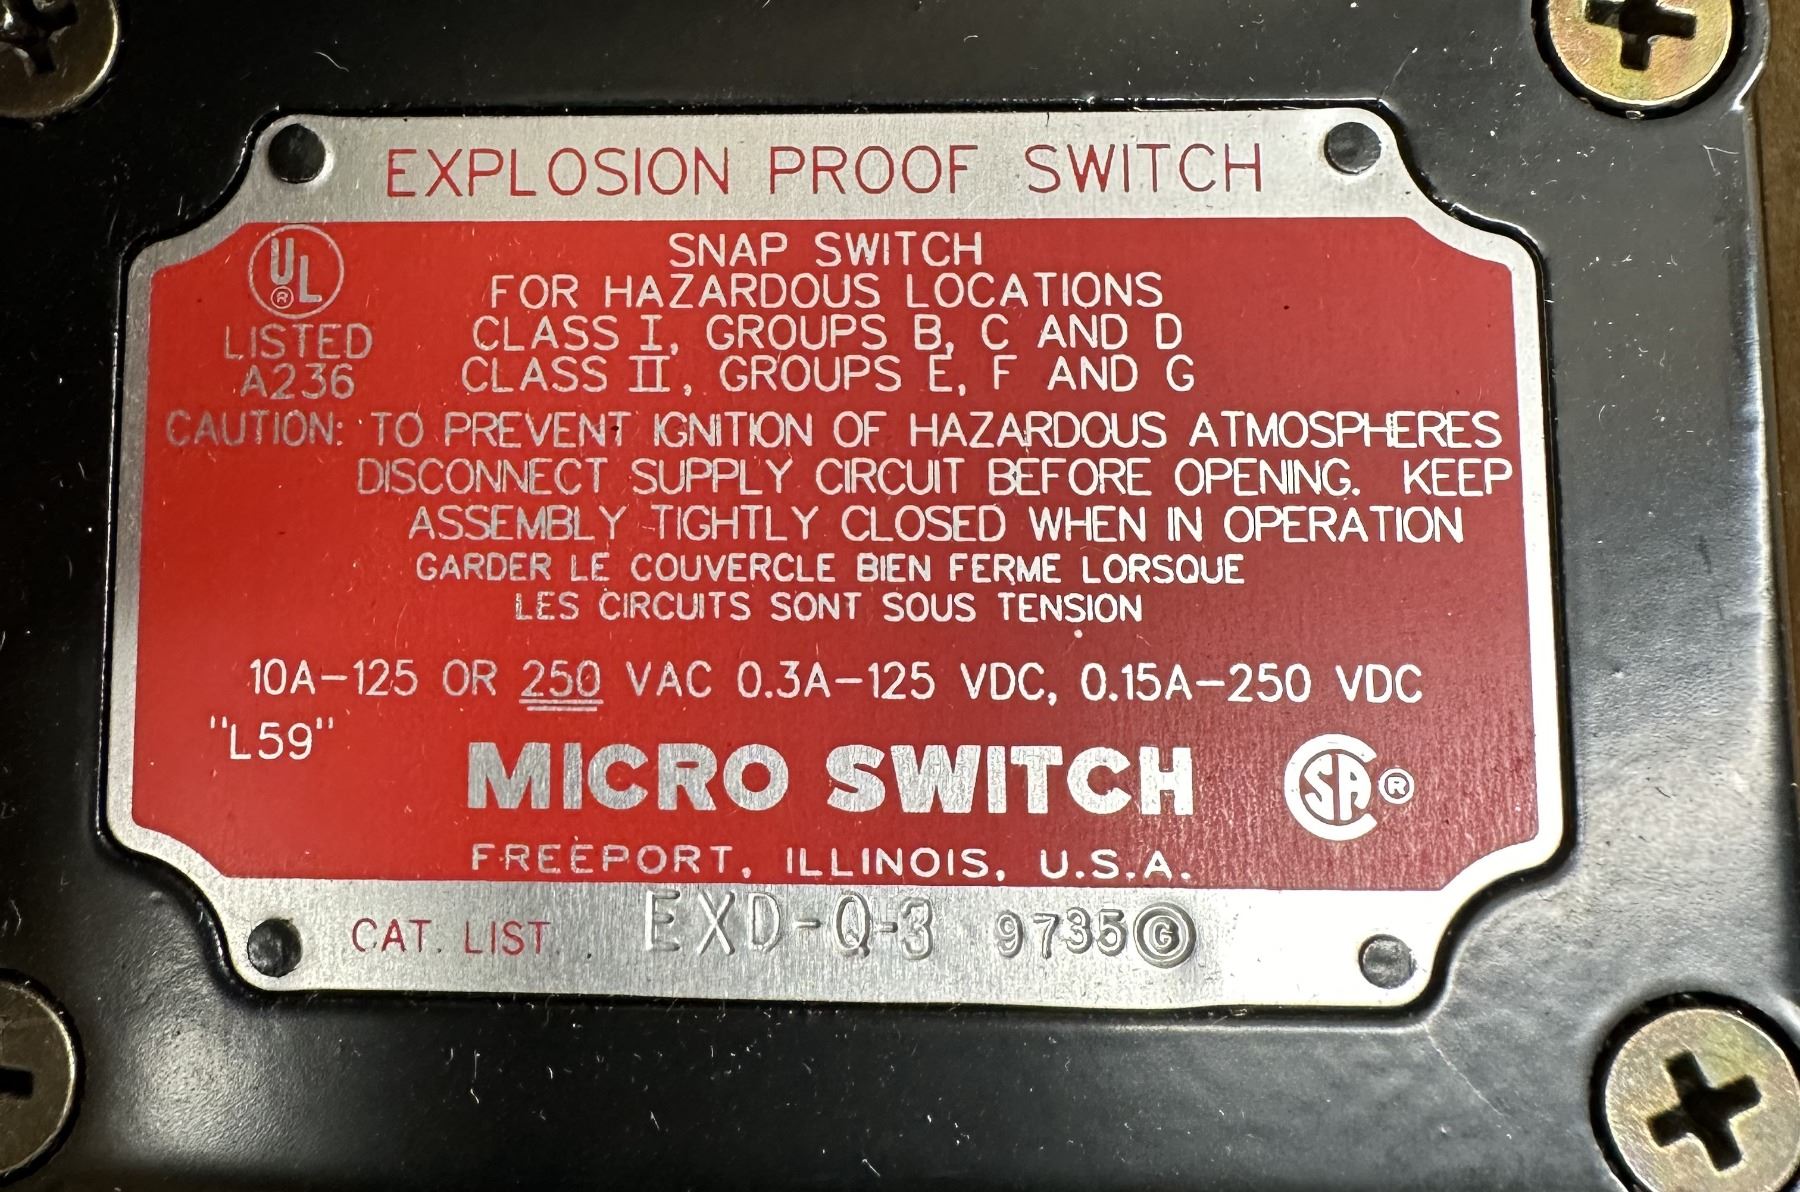 EXPLOSION PROOF SWITCH
UL ®
LISTED
A236
SNAP SWITCH
FOR HAZARDOUS LOCATIONS
CLASS I, GROUPS B, C AND D
CLASS II, GROUPS E, F AND G
CAUTION: TO PREVENT IGNITION OF HAZARDOUS ATMOSPHERES
DISCONNECT SUPPLY CIRCUIT BEFORE OPENING. KEEP
ASSEMBLY TIGHTLY CLOSED WHEN IN OPERATION
GARDER LE COUVERCLE BIEN FERME LORSQUE
LES CIRCUITS SONT SOUS TENSION
10A-125 OR 250 VAC 0.3A-125 VDC, 0.15A-250 VDC
"L59"
MICRO SWITCH
CSA ®
FREEPORT, ILLINOIS, U.S.A.
CAT. LIST EXD-Q-3 9735 G